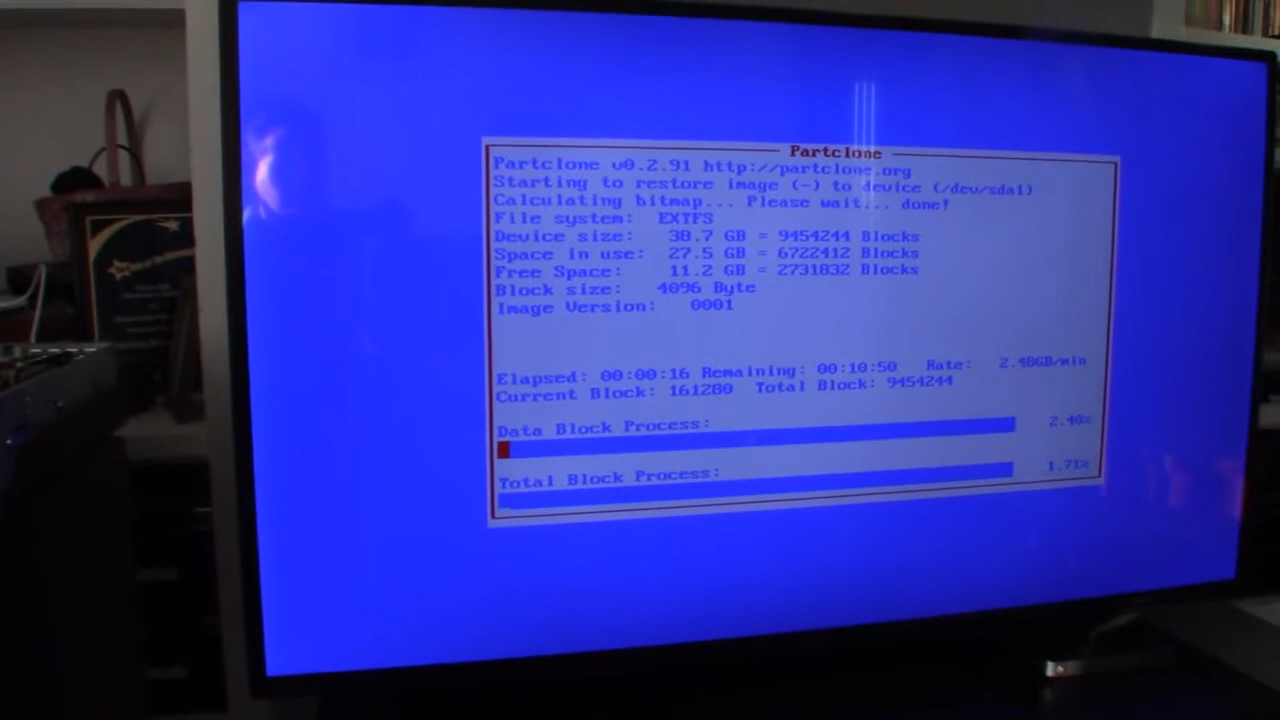 Partclone
Partclone v0.2.91 http://partclone.org
Starting to restore image (-) to device (/dev/sda1)
Calculating bitmap... Please wait... done!
File system: EXTFS
Device size: 38.7 GB = 9454244 Blocks
Space in use: 27.5 GB = 6722412 Blocks
Free Space: 11.2 GB = 2731832 Blocks
Block size: 4096 Byte
Image Version: 0001
Elapsed: 00:00:16 Remaining: 00:10:50 Rate: 2.48GB/min
Current Block: 161280 Total Block: 9454244
Data Block Process:
2.40%
Total Block Process:
1.71%